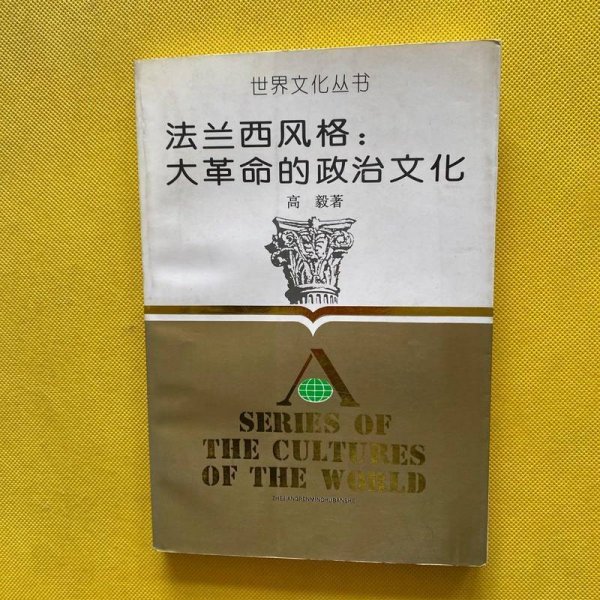 世界文化丛书
法兰西风格：
大革命的政治文化
高 毅著
A
SERIES OF
THE CULTURES
OF THE WORLD
ZHEJIANGRENMINCHUBANSHE